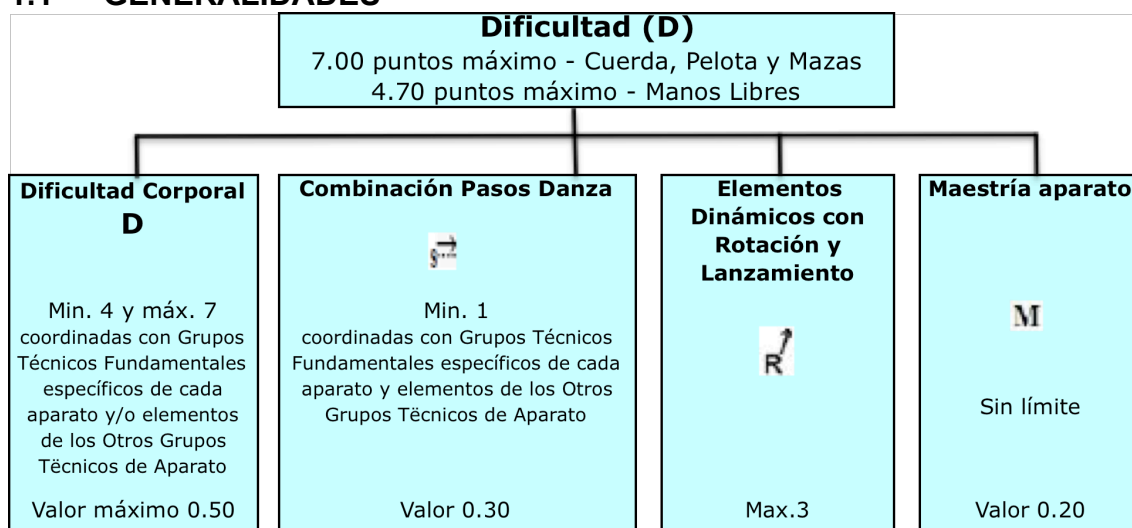 4.1 GENERALIDADES
Dificultad (D)
7.00 puntos máximo - Cuerda, Pelota y Mazas
4.70 puntos máximo - Manos Libres
Dificultad Corporal
D
Min. 4 y máx. 7
coordinadas con Grupos
Técnicos Fundamentales
específicos de cada
aparato y/o elementos
de los Otros Grupos
Tëcnicos de Aparato
Valor máximo 0.50
Combinación Pasos Danza
Min. 1
coordinadas con Grupos Técnicos
Fundamentales específicos de cada
aparato y elementos de los Otros
Grupos Tëcnicos de Aparato
Valor 0.30
Elementos
Dinámicos con
Rotación y
Lanzamiento
R
Max.3
Maestría aparato
M
Sin límite
Valor 0.20